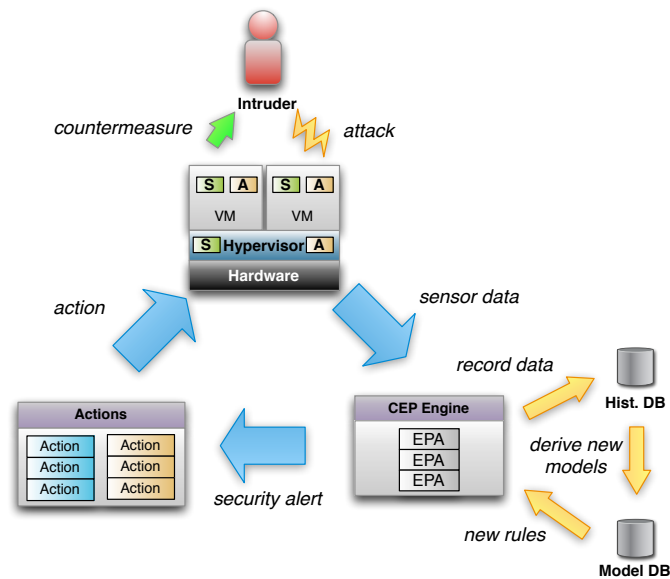 Intruder
countermeasure
attack
S A S A
VM VM
S Hypervisor A
Hardware
action
sensor data
record data
Actions
CEP Engine
Hist. DB
Action Action
Action Action
Action Action
EPA
EPA
EPA
derive new
models
security alert
new rules
Model DB